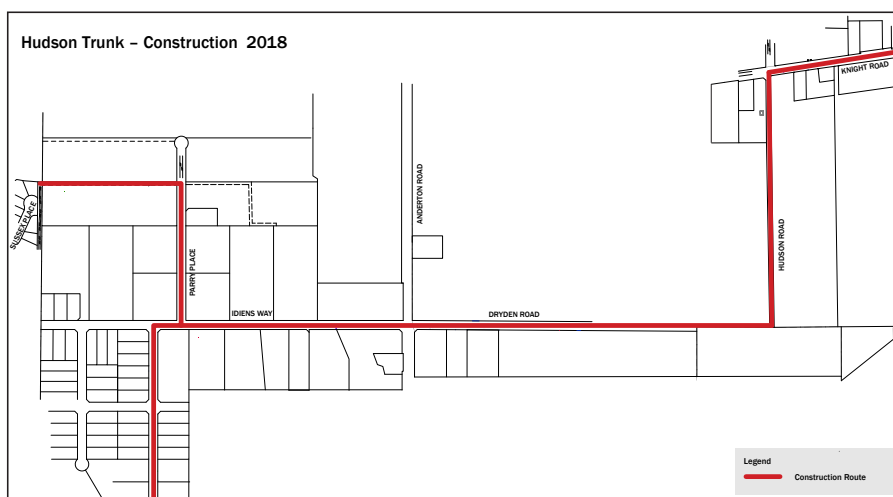 Hudson Trunk – Construction 2018
KNIGHT ROAD
SUSSEX PLACE
ANDERTON ROAD
PARRY PLACE
HUDSON ROAD
IDIENS WAY
DRYDEN ROAD
Legend
Construction Route